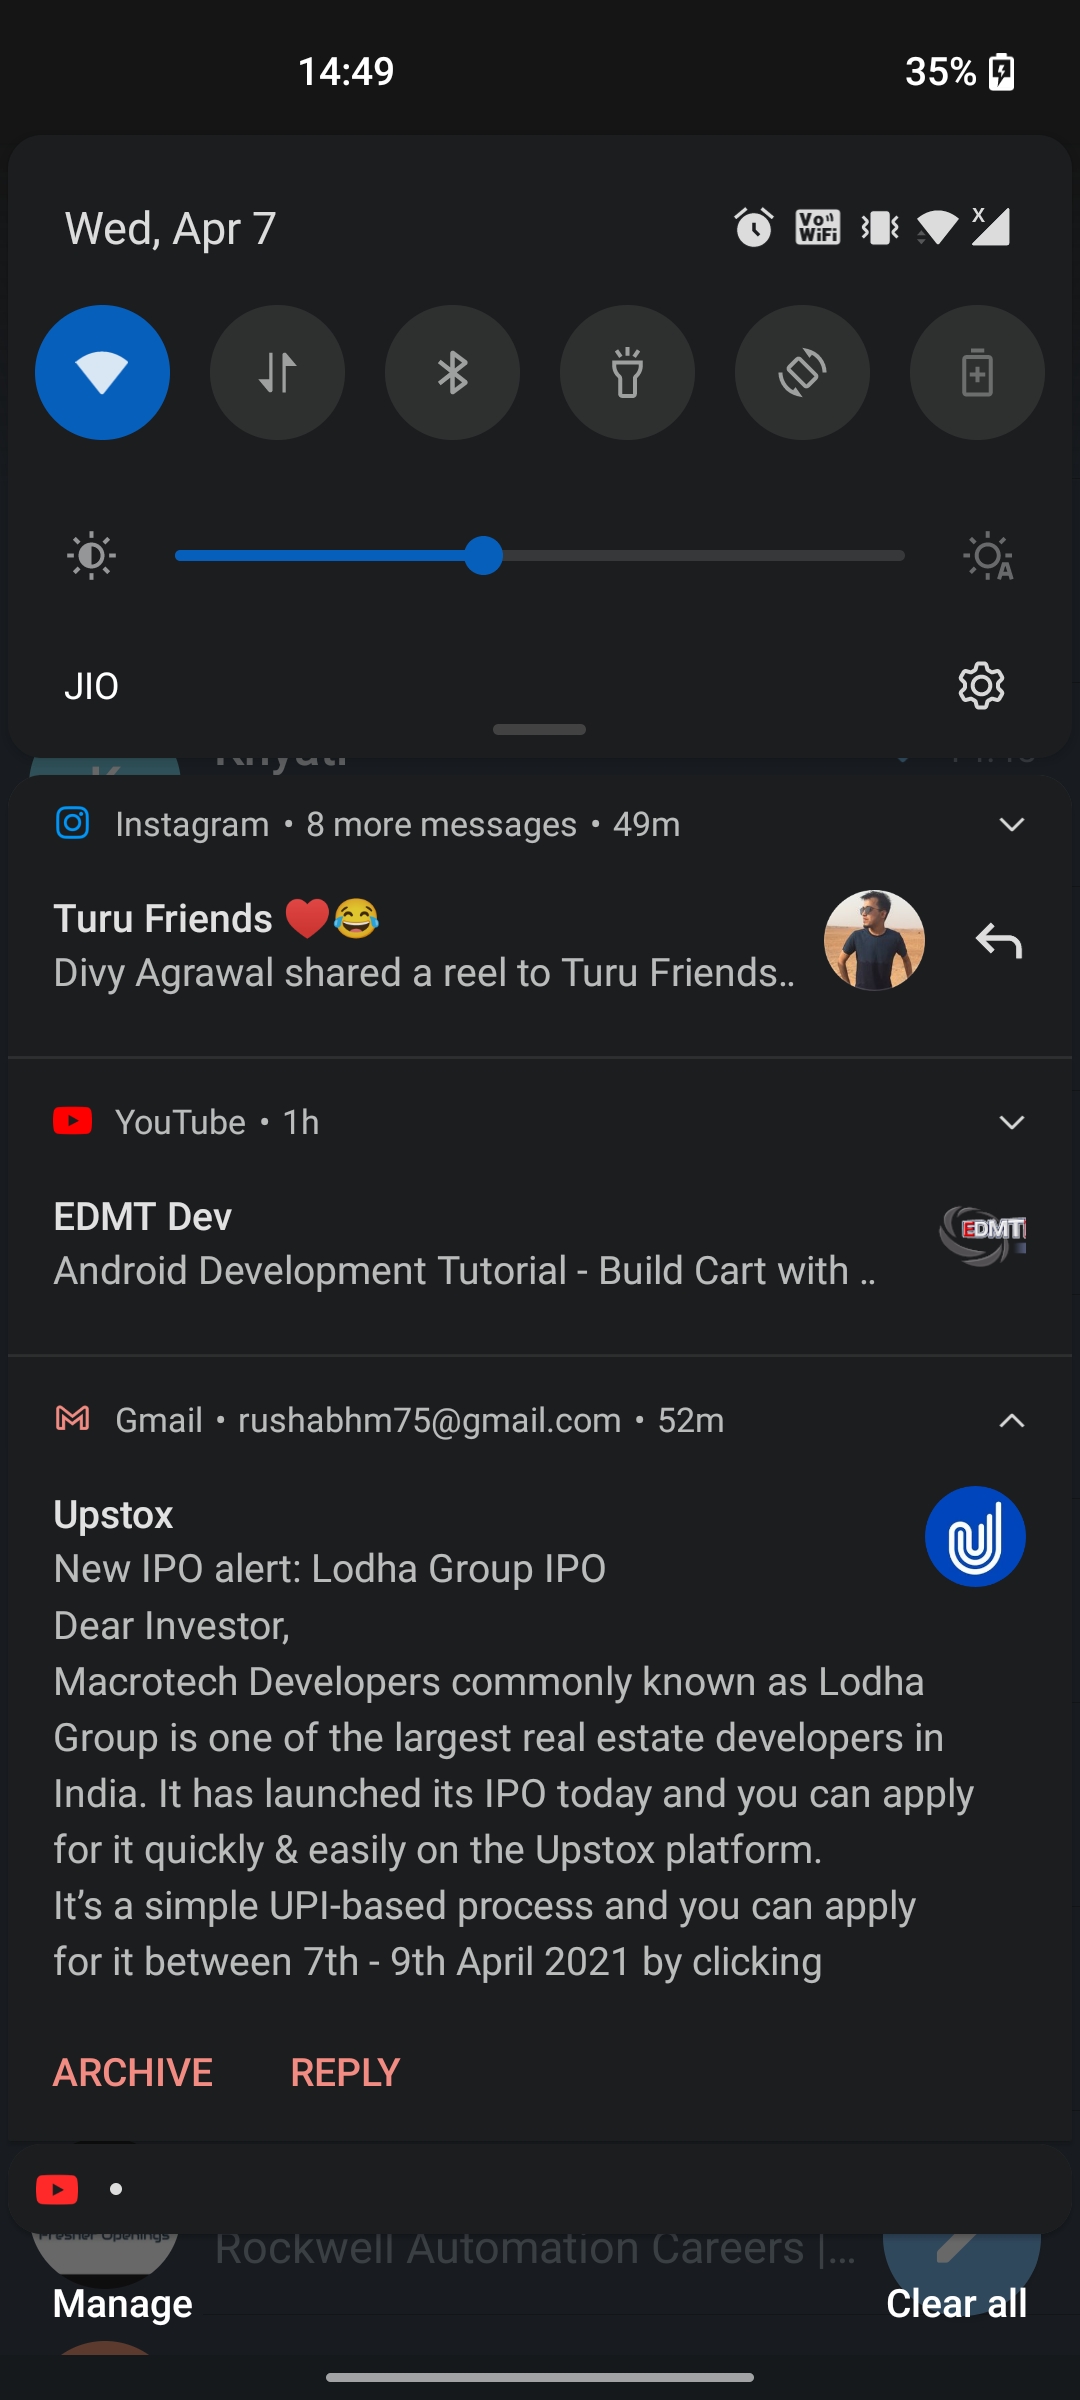 14:49
35%
Wed, Apr 7
Vo
WiFi
X
A
JIO
Instagram • 8 more messages • 49m
Turu Friends ❤️😂
Divy Agrawal shared a reel to Turu Friends..
YouTube • 1h
EDMT Dev
EDMT
Android Development Tutorial - Build Cart with ..
Gmail • rushabhm75@gmail.com • 52m
Upstox
New IPO alert: Lodha Group IPO
Dear Investor,
Macrotech Developers commonly known as Lodha
Group is one of the largest real estate developers in
India. It has launched its IPO today and you can apply
for it quickly & easily on the Upstox platform.
It’s a simple UPI-based process and you can apply
for it between 7th - 9th April 2021 by clicking
ARCHIVE REPLY
Rockwell Automation Careers |...
Manage
Clear all